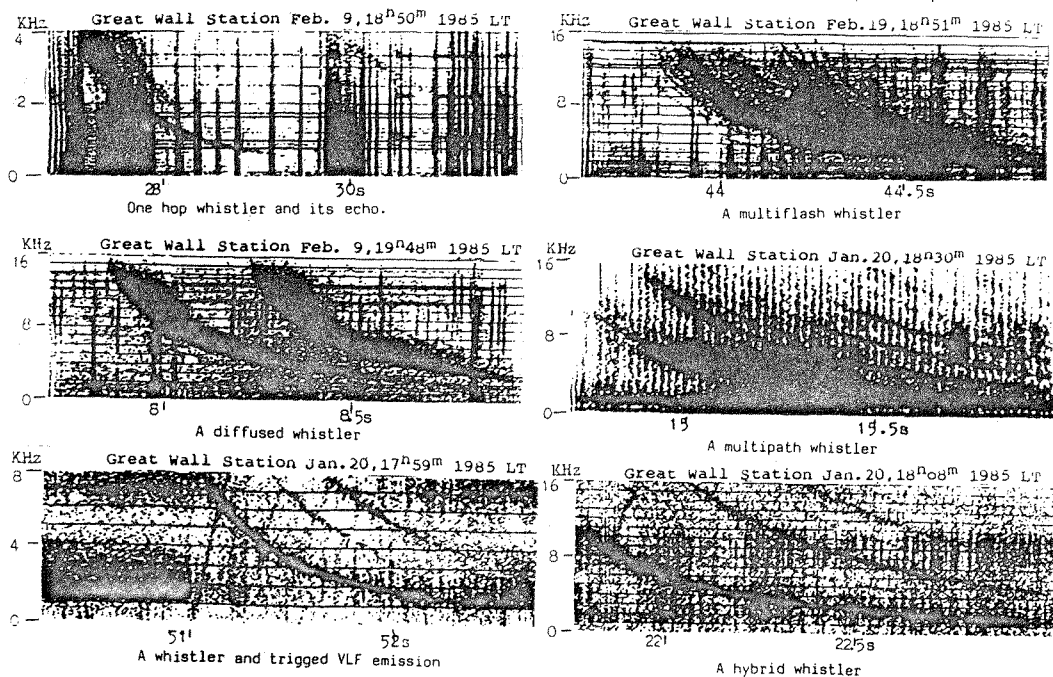 Great Wall Station Feb. 9,18h50m 1985 LT
KHz
4
2
0
28
30s
One hop whistler and its echo.
Great Wall Station Feb.19,18h51m 1985 LT
KHz
16
8
0
44
44.5s
A multiflash whistler
Great Wall Station Feb. 9,19h48m 1985 LT
KHz
16
8
0
8
8.5s
A diffused whistler
Great Wall Station Jan.20,18h30m 1985 LT
KHz
16
8
0
15.5s
A multipath whistler
Great Wall Station Jan.20,17h59m 1985 LT
KHz
8
4
0
51
52s
A whistler and trigged VLF emission
Great Wall Station Jan.20,18h08m 1985 LT
KHz
16
8
0
22
22.5s
A hybrid whistler